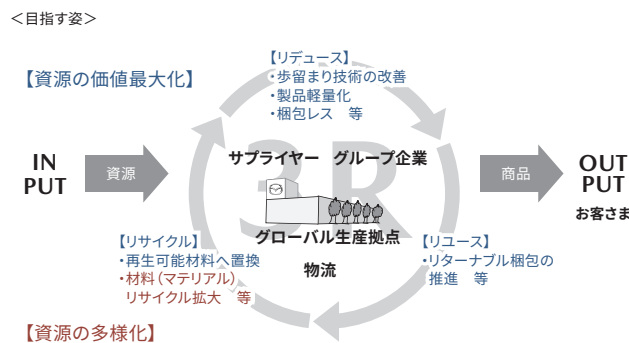 ＜目指す姿＞
【資源の価値最大化】
【リデュース】
・歩留まり技術の改善
・製品軽量化
・梱包レス　等
3R
サプライヤー　グループ企業
IN
PUT
資源
商品
OUT
PUT
お客さま
グローバル生産拠点
物流
【リサイクル】
・再生可能材料へ置換
・材料（マテリアル）
リサイクル拡大　等
【リユース】
・リターナブル梱包の
推進　等
【資源の多様化】